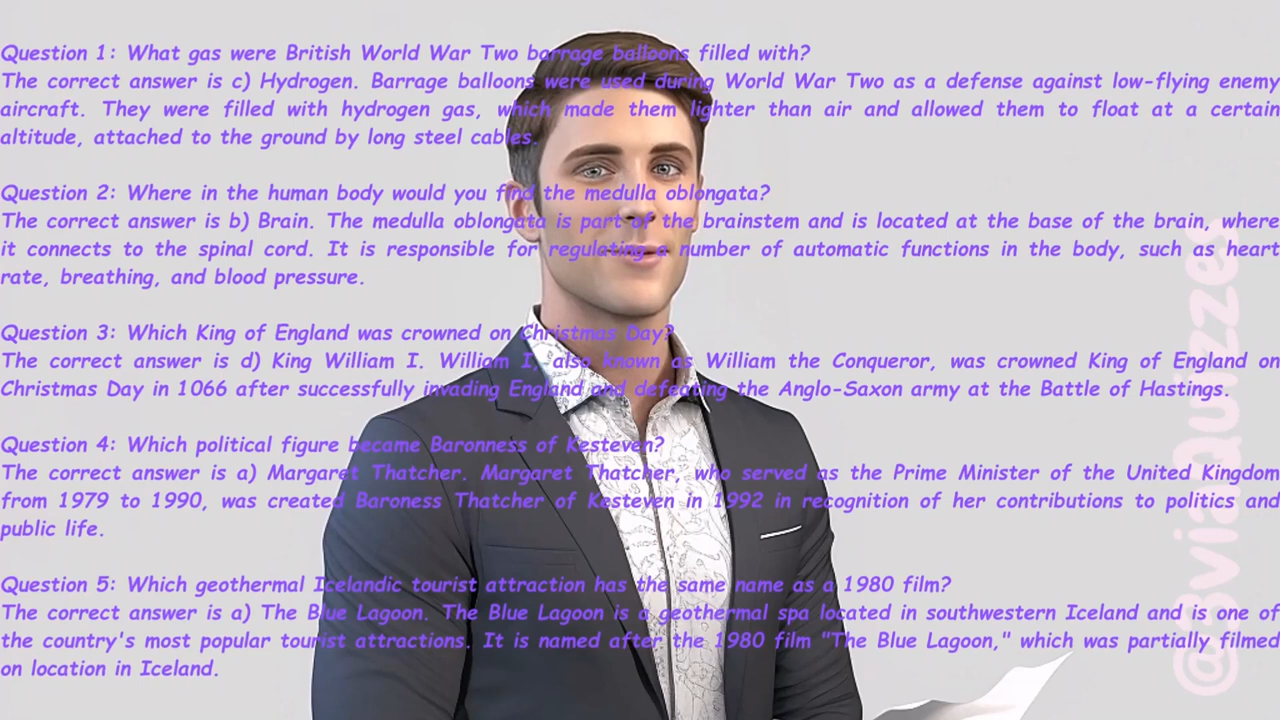 Question 1: What gas were British World War Two barrage balloons filled with?
The correct answer is c) Hydrogen. Barrage balloons were used during World War Two as a defense against low-flying enemy
aircraft. They were filled with hydrogen gas, which made them lighter than air and allowed them to float at a certain
altitude, attached to the ground by long steel cables.
Question 2: Where in the human body would you find the medulla oblongata?
The correct answer is b) Brain. The medulla oblongata is part of the brainstem and is located at the base of the brain, where
it connects to the spinal cord. It is responsible for regulating a number of automatic functions in the body, such as heart
rate, breathing, and blood pressure.
Question 3: Which King of England was crowned on Christmas Day?
The correct answer is d) King William I. William I, also known as William the Conqueror, was crowned King of England on
Christmas Day in 1066 after successfully invading England and defeating the Anglo-Saxon army at the Battle of Hastings.
Question 4: Which political figure became Baronness of Kesteven?
The correct answer is a) Margaret Thatcher. Margaret Thatcher, who served as the Prime Minister of the United Kingdom
from 1979 to 1990, was created Baroness Thatcher of Kesteven in 1992 in recognition of her contributions to politics and
public life.
Question 5: Which geothermal Icelandic tourist attraction has the same name as a 1980 film?
The correct answer is a) The Blue Lagoon. The Blue Lagoon is a geothermal spa located in southwestern Iceland and is one of
the country's most popular tourist attractions. It is named after the 1980 film "The Blue Lagoon," which was partially filmed
on location in Iceland.
@3viaQuizzes